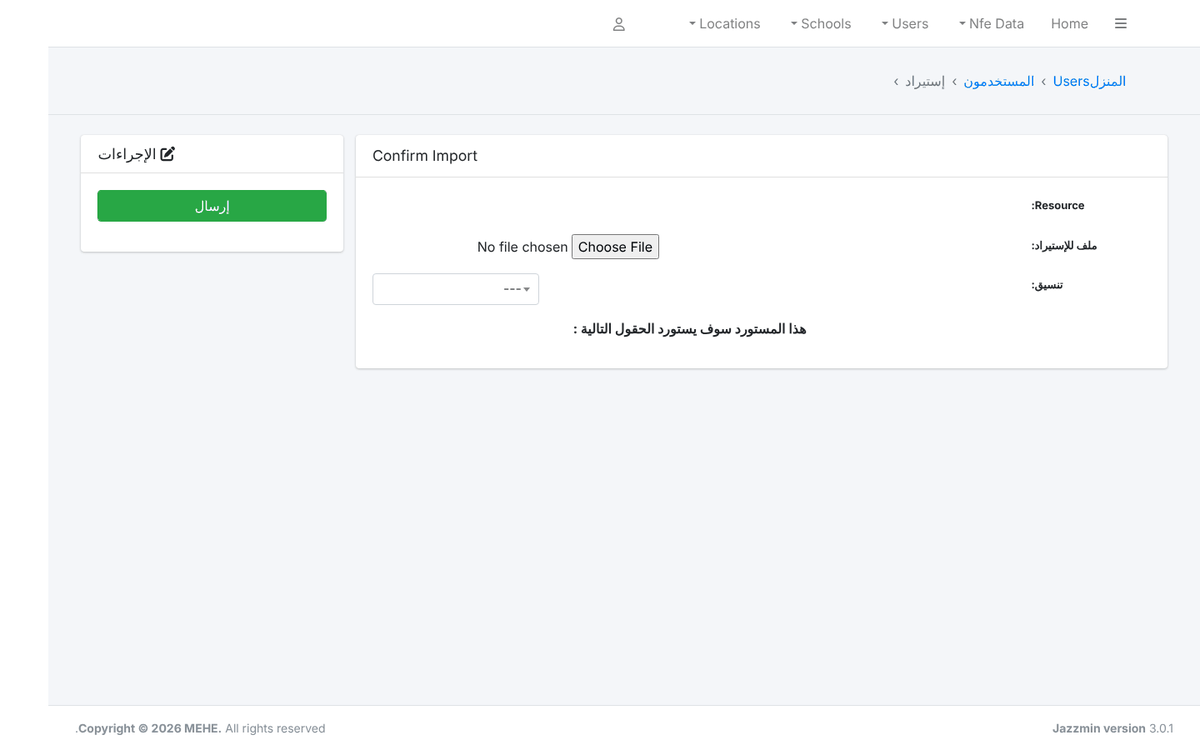 Home
Nfe Data
Users
Schools
Locations
المنزل Users › المستخدمون › إستيراد ›
Confirm Import
Resource:
ملف للإستيراد:
Choose File No file chosen
تنسيق:
---
هذا المستورد سوف يستورد الحقول التالية :
الإجراءات
إرسال
Jazzmin version 3.0.1
Copyright © 2026 MEHE. All rights reserved.